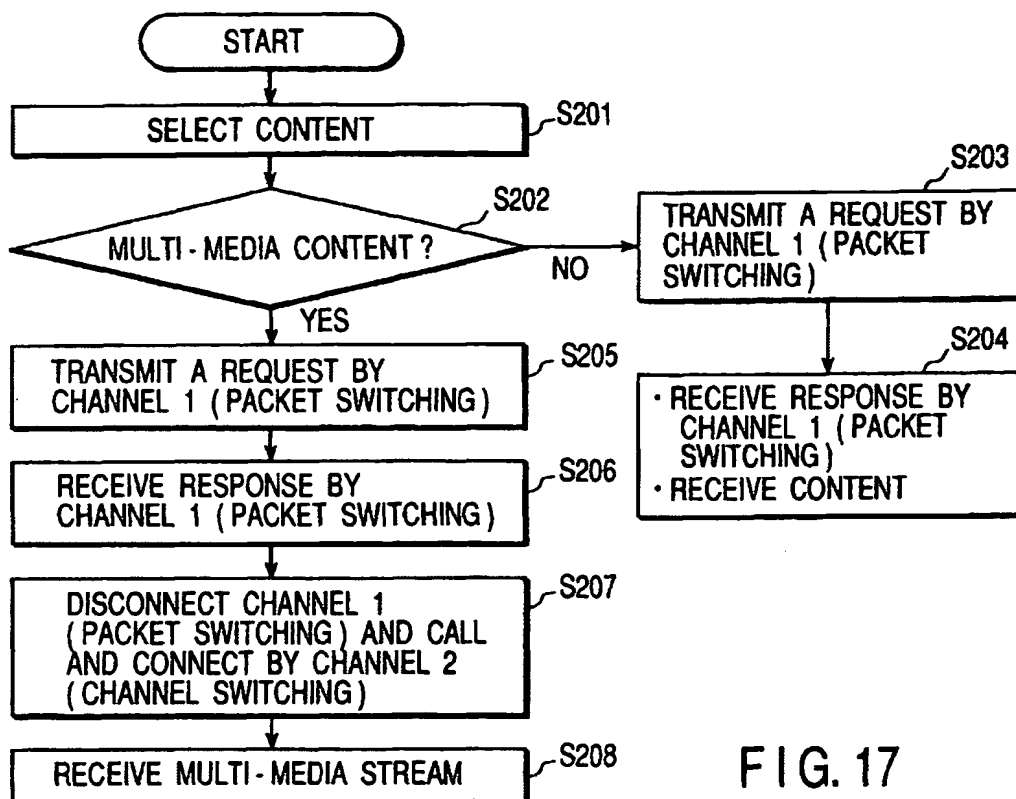 START
SELECT CONTENT
S201
MULTI-MEDIA CONTENT?
S202
NO
YES
S203
TRANSMIT A REQUEST BY
CHANNEL 1 (PACKET
SWITCHING)
S204
• RECEIVE RESPONSE BY
CHANNEL 1 (PACKET
SWITCHING)
• RECEIVE CONTENT
S205
TRANSMIT A REQUEST BY
CHANNEL 1 (PACKET SWITCHING)
S206
RECEIVE RESPONSE BY
CHANNEL 1 (PACKET SWITCHING)
S207
DISCONNECT CHANNEL 1
(PACKET SWITCHING) AND CALL
AND CONNECT BY CHANNEL 2
(CHANNEL SWITCHING)
S208
RECEIVE MULTI-MEDIA STREAM
FIG. 17